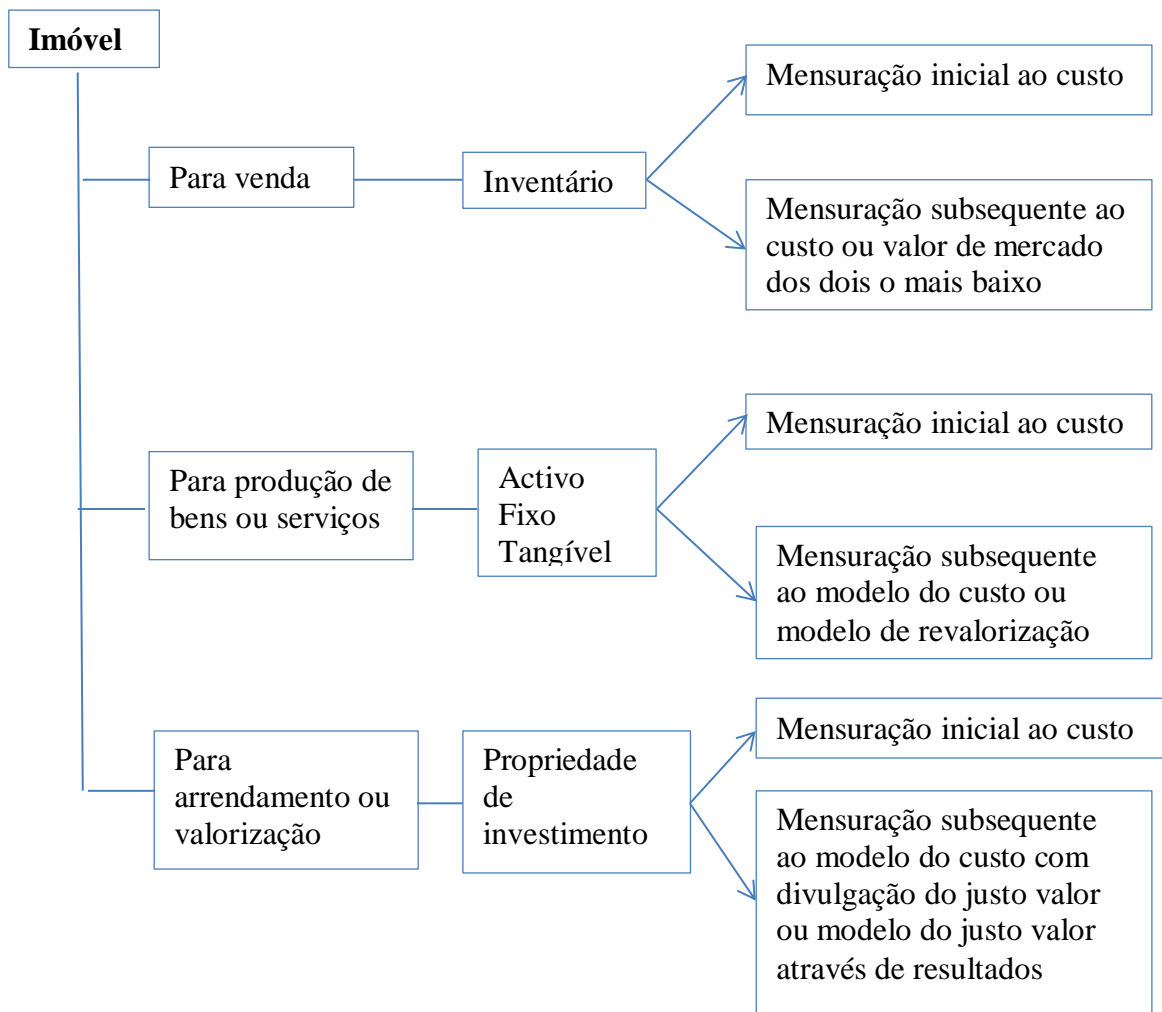 Imóvel
Para venda
Inventário
Mensuração inicial ao custo
Mensuração subsequente ao
custo ou valor de mercado
dos dois o mais baixo
Para produção de
bens ou serviços
Activo
Fixo
Tangível
Mensuração inicial ao custo
Mensuração subsequente
ao modelo do custo ou
modelo de revalorização
Para
arrendamento ou
valorização
Propriedade
de
investimento
Mensuração inicial ao custo
Mensuração subsequente
ao modelo do custo com
divulgação do justo valor
ou modelo do justo valor
através de resultados